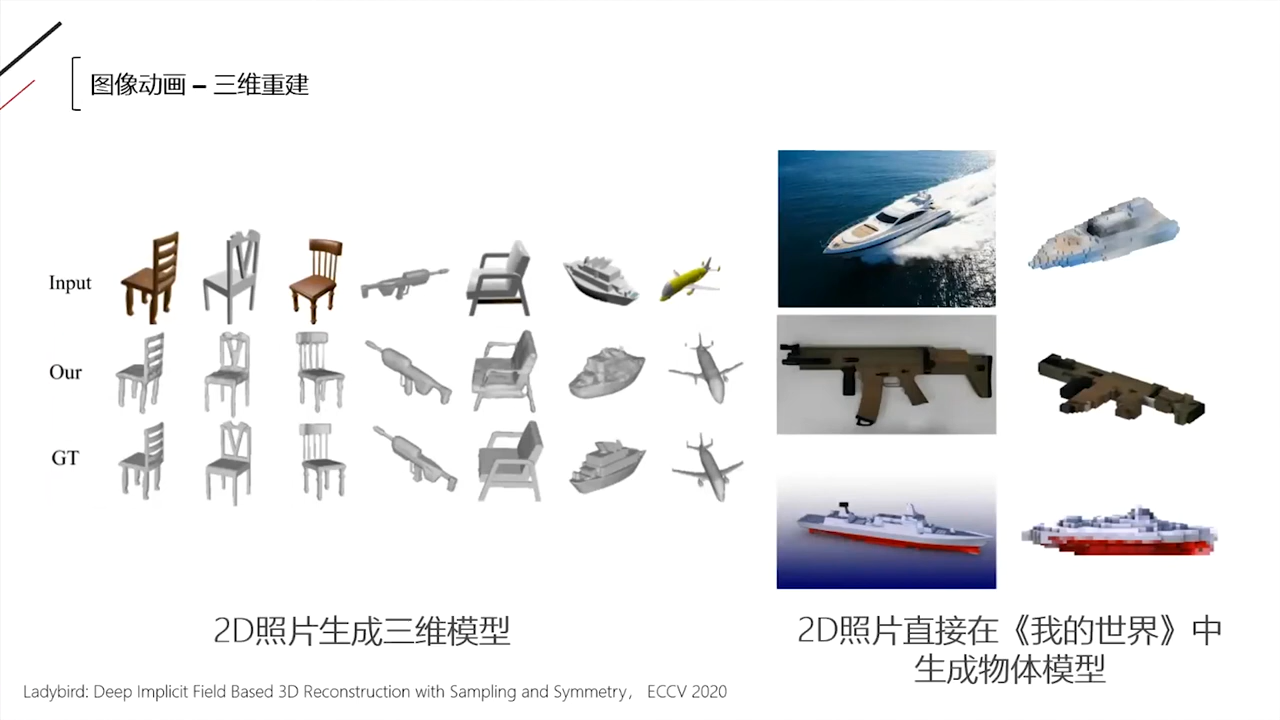 图像动画 – 三维重建
Input
Our
GT
2D照片生成三维模型
2D照片直接在《我的世界》中
生成物体模型
Ladybird: Deep Implicit Field Based 3D Reconstruction with Sampling and Symmetry， ECCV 2020